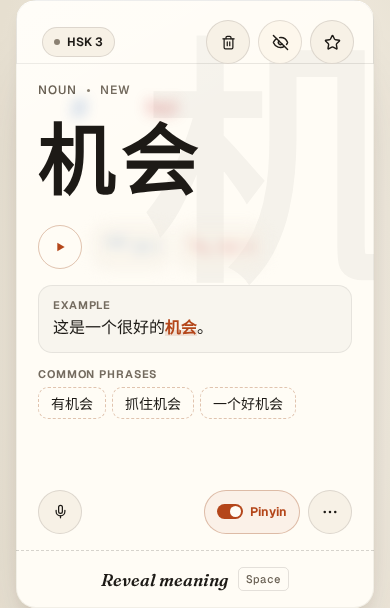 HSK 3
NOUN • NEW
机会
EXAMPLE
这是一个很好的机会。
COMMON PHRASES
有机会 抓住机会 一个好机会
Pinyin
Reveal meaning Space